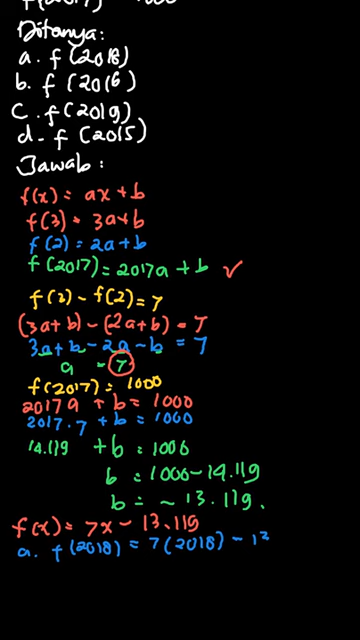 f(2017) = 1000
Ditanya:
a. f(2018)
b. f(2016)
c. f(2019)
d. f(2015)
Jawab:
f(x) = ax + b
f(3) = 3a + b
f(2) = 2a + b
f(2017) = 2017a + b ✓
f(3) - f(2) = 7
(3a + b) - (2a + b) = 7
3a + b - 2a - b = 7
a = 7
f(2017) = 1000
2017a + b = 1000
2017.7 + b = 1000
14.119 + b = 1000
b = 1000 - 14.119
b = - 13.119.
f(x) = 7x - 13.119
a. f(2018) = 7(2018) - 13